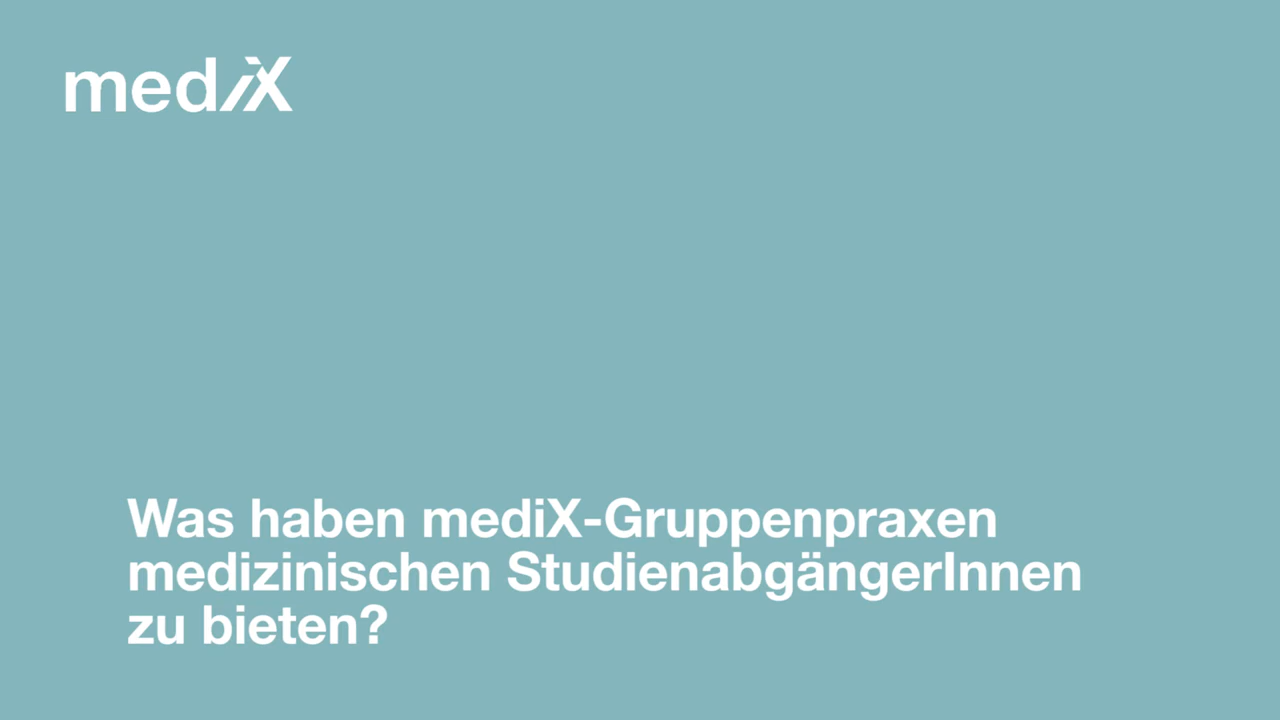 mediX
Was haben mediX-Gruppenpraxen
medizinischen StudienabgängerInnen
zu bieten?